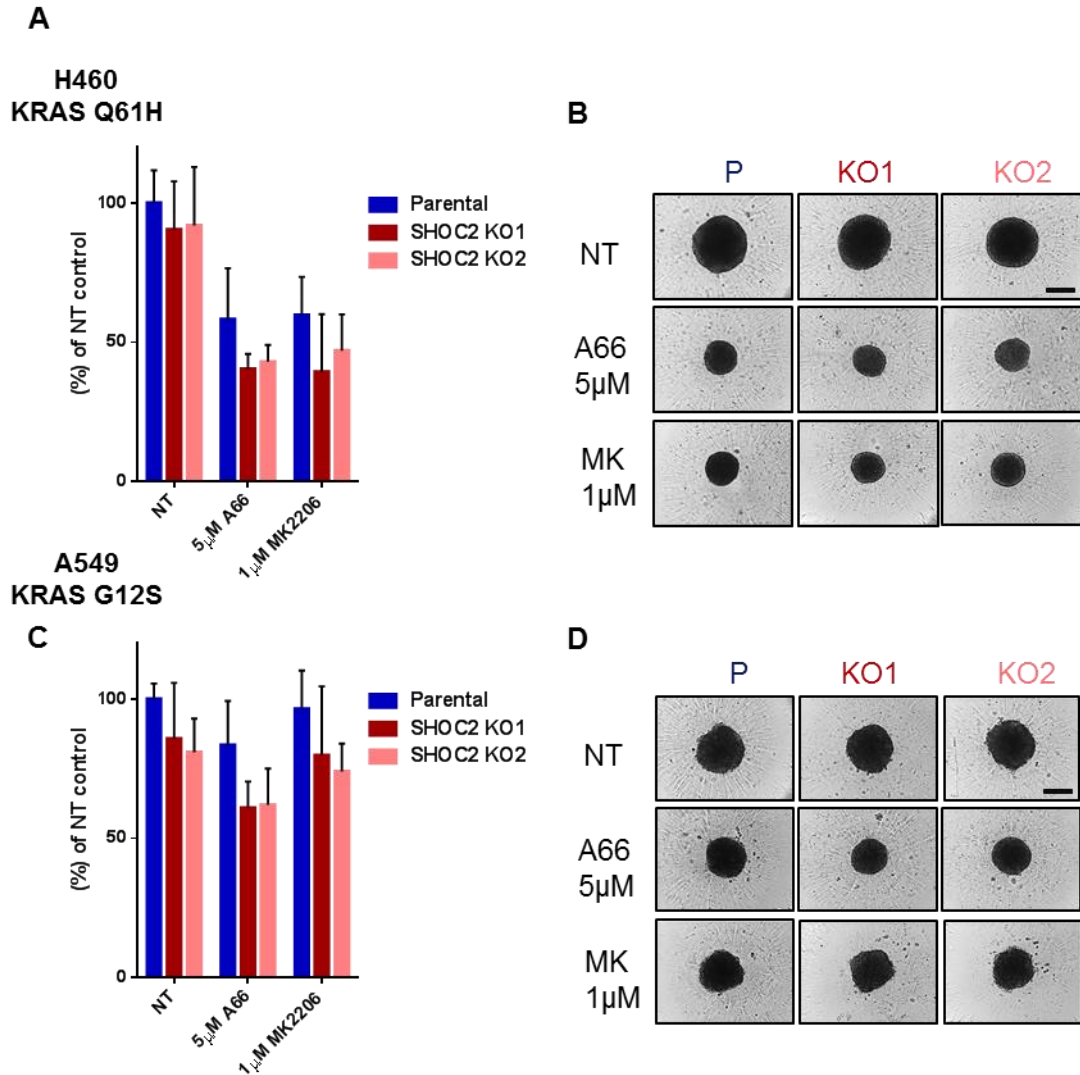 A
H460
KRAS Q61H
(%) of NT control
100
50
0
NT
5µM A66
1µM MK2206
Parental
SHOC2 KO1
SHOC2 KO2
B
P KO1 KO2
NT
A66
5µM
MK
1µM
A549
KRAS G12S
C
(%) of NT control
100
50
0
NT
5µM A66
1µM MK2206
Parental
SHOC2 KO1
SHOC2 KO2
D
P KO1 KO2
NT
A66
5µM
MK
1µM